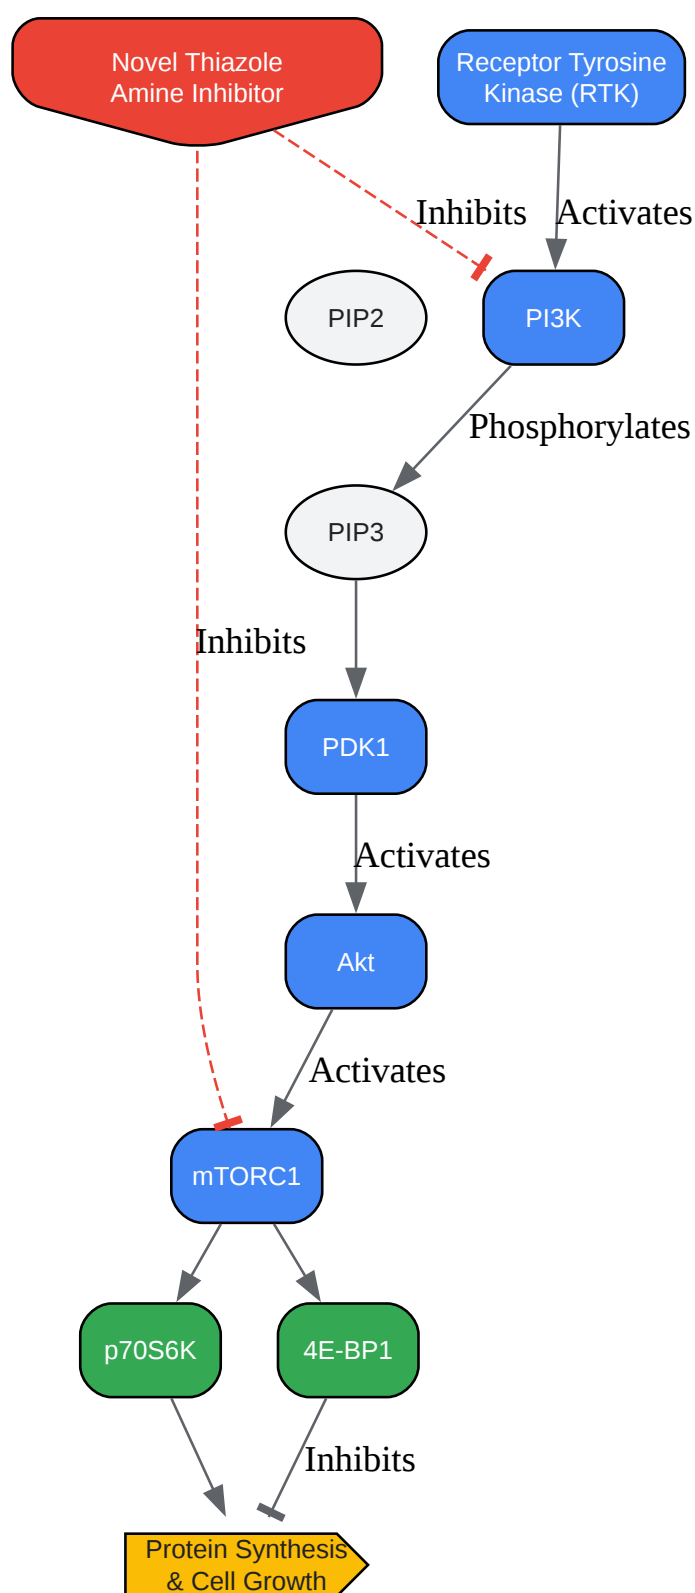 Novel Thiazole
Amine Inhibitor
Receptor Tyrosine
Kinase (RTK)
Inhibits
Activates
PIP2
PI3K
Phosphorylates
PIP3
Inhibits
PDK1
Activates
Akt
Activates
mTORC1
p70S6K
4E-BP1
Inhibits
Protein Synthesis
& Cell Growth